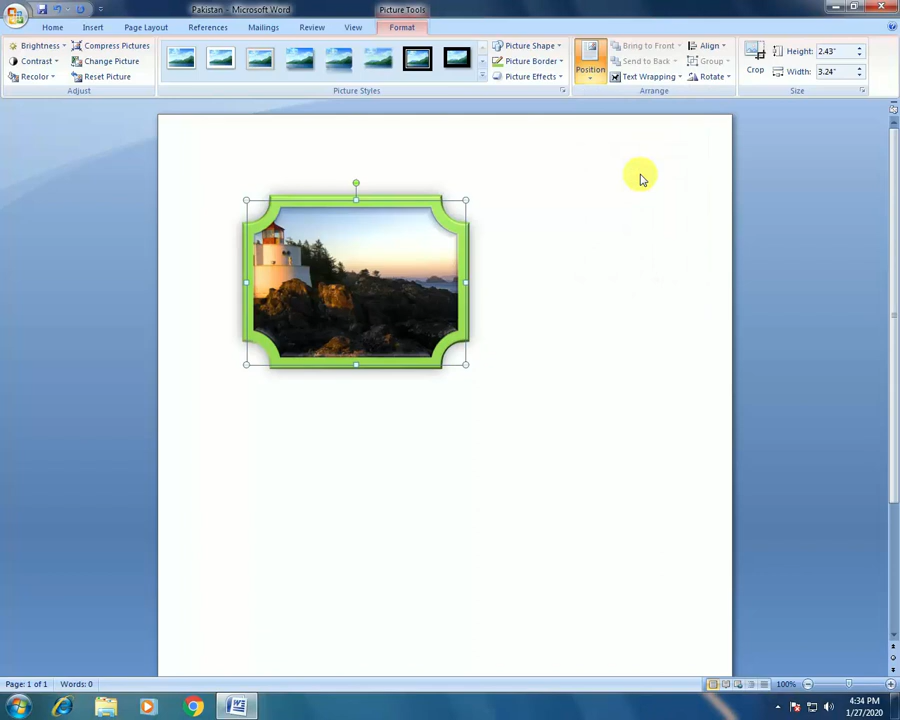 Pakistan - Microsoft Word
Picture Tools
Home
Insert
Page Layout
References
Mailings
Review
View
Format
Brightness
Contrast
Recolor
Compress Pictures
Change Picture
Reset Picture
Adjust
Picture Styles
Picture Shape
Picture Border
Picture Effects
Position
Bring to Front
Send to Back
Text Wrapping
Align
Group
Rotate
Arrange
Crop
Height: 2.43"
Width: 3.24"
Size
Page: 1 of 1
Words: 0
100%
4:34 PM
1/27/2020